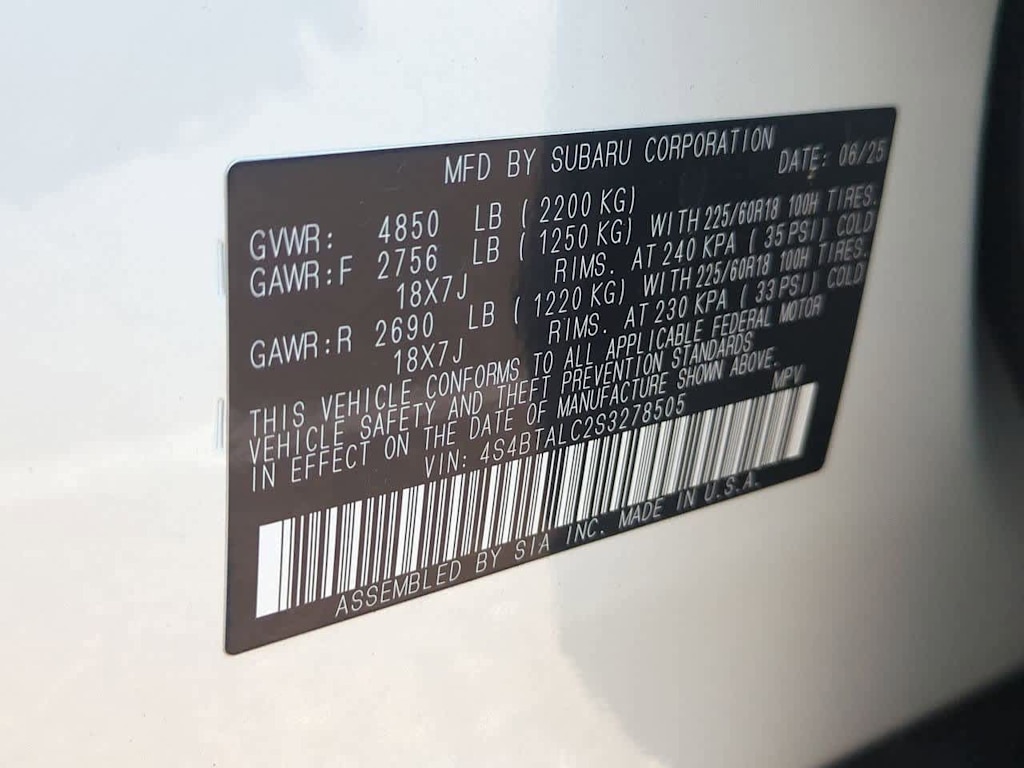 MFD BY SUBARU CORPORATION DATE: 06/25
GVWR: 4850 LB ( 2200 KG)
GAWR:F 2756 LB ( 1250 KG) WITH 225/60R18 100H TIRES.
18X7J RIMS. AT 240 KPA ( 35 PSI) COLD
GAWR:R 2690 LB ( 1220 KG) WITH 225/60R18 100H TIRES.
18X7J RIMS. AT 230 KPA ( 33 PSI) COLD
THIS VEHICLE CONFORMS TO ALL APPLICABLE FEDERAL MOTOR
VEHICLE SAFETY AND THEFT PREVENTION STANDARDS
IN EFFECT ON THE DATE OF MANUFACTURE SHOWN ABOVE.
VIN: 4S4BTALC2S3278505 MPV
ASSEMBLED BY SIA INC. MADE IN U.S.A.